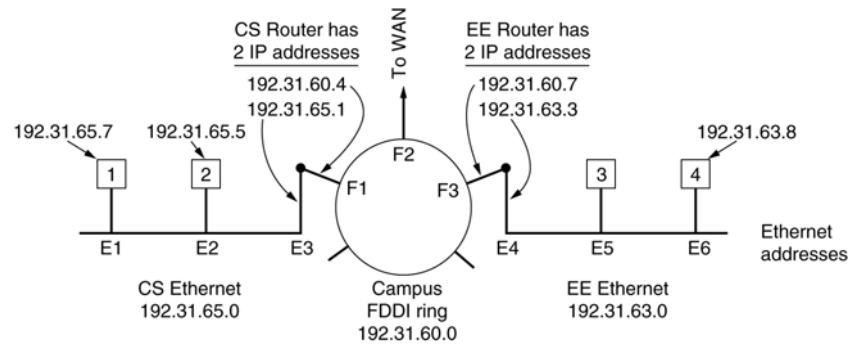 CS Router has
2 IP addresses
192.31.60.4
192.31.65.1
To WAN
EE Router has
2 IP addresses
192.31.60.7
192.31.63.3
192.31.65.7
192.31.65.5
192.31.63.8
1
2
F1
F2
F3
3
4
E1
E2
E3
E4
E5
E6
Ethernet
addresses
CS Ethernet
192.31.65.0
Campus
FDDI ring
192.31.60.0
EE Ethernet
192.31.63.0